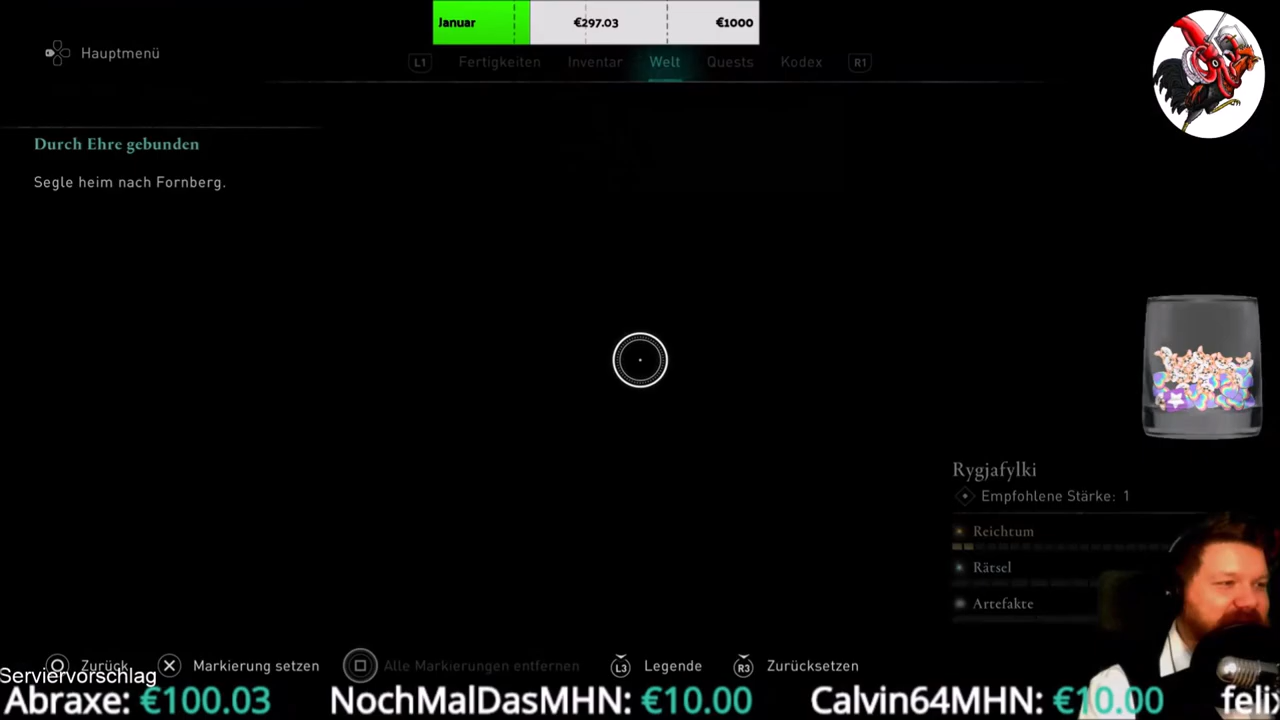 Januar €297.03 €1000
Hauptmenü
L1 Fertigkeiten Inventar Welt Quests Kodex R1
Durch Ehre gebunden
Segle heim nach Fornberg.
Rygjafylki
Empfohlene Stärke: 1
Reichtum
Rätsel
Artefakte
Zurück Markierung setzen Alle Markierungen entfernen L3 Legende R3 Zurücksetzen
Serviervorschlag
Abraxe: €100.03 NochMalDasMHN: €10.00 Calvin64MHN: €10.00 felix